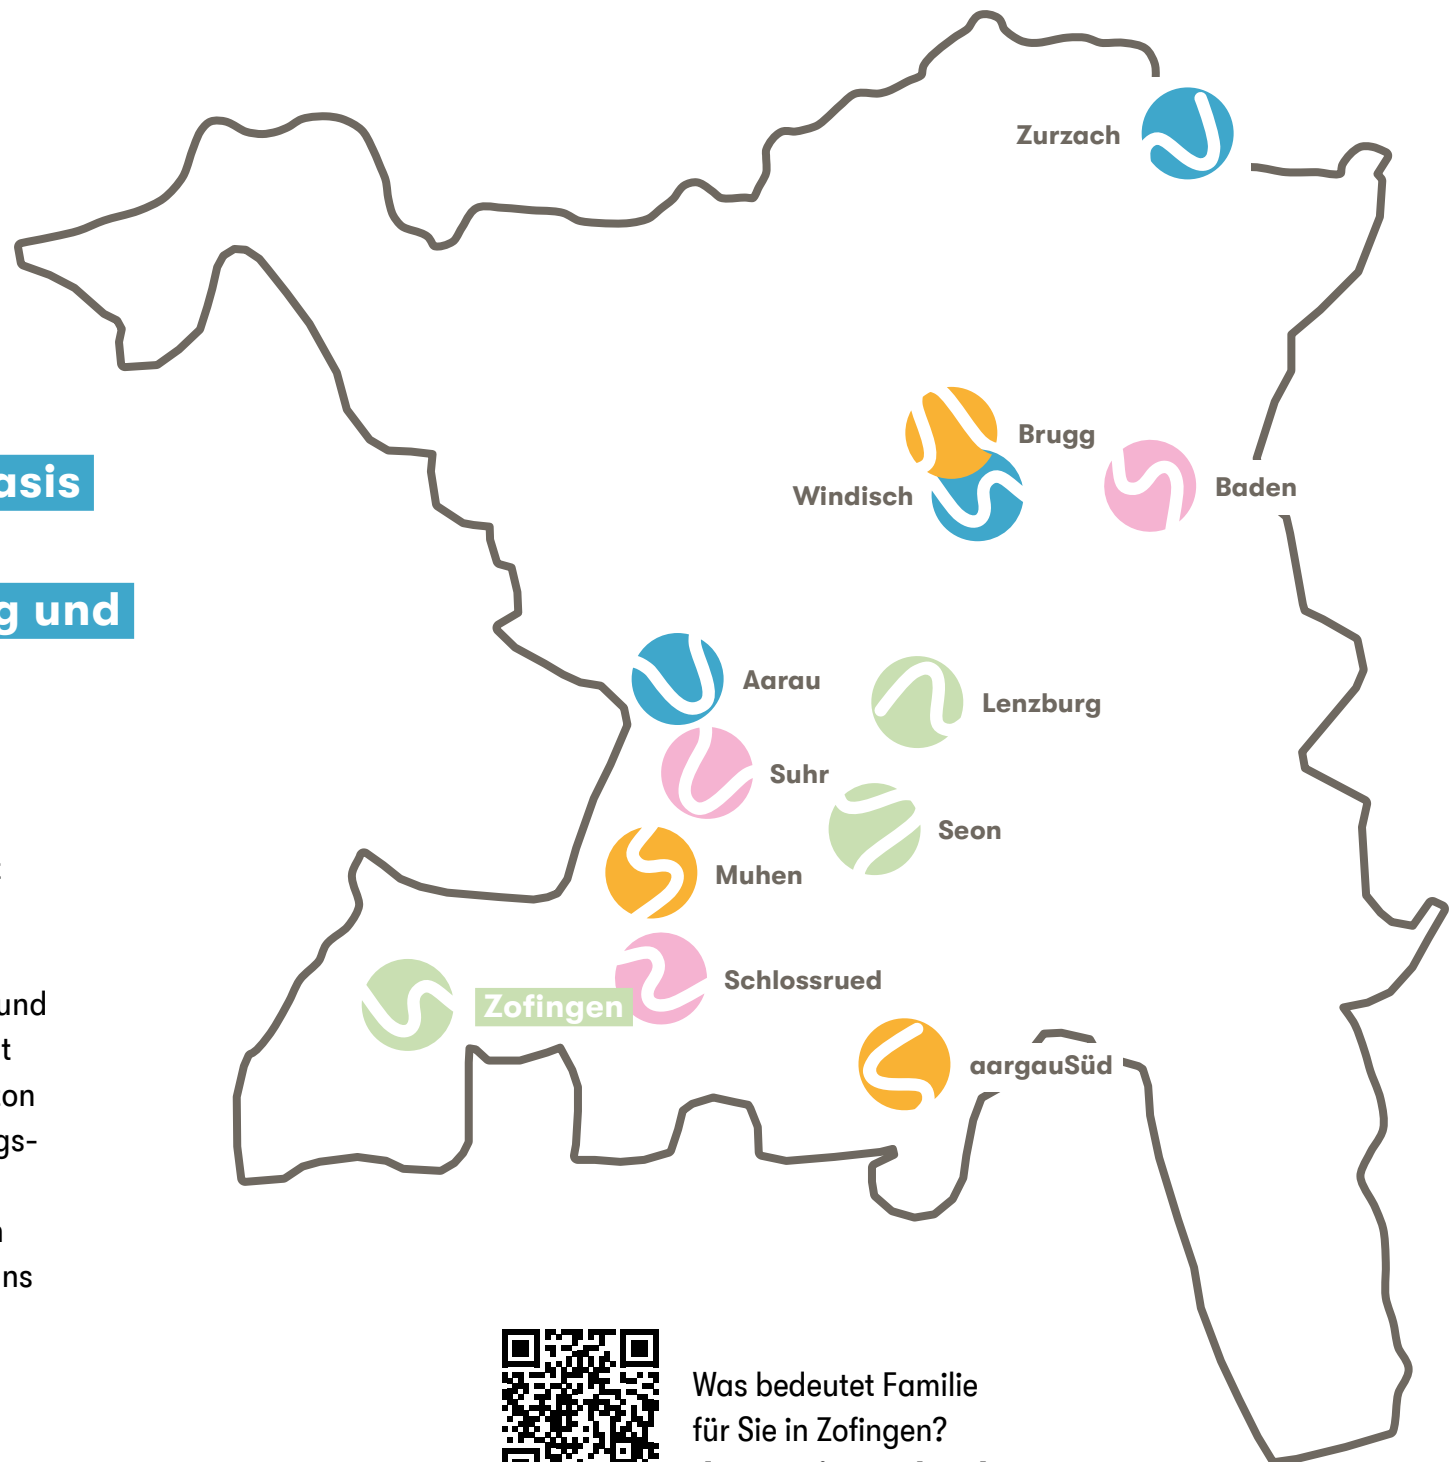 Zurzach
Brugg
Windisch
Baden
asis
g und
Aarau
Lenzburg
Suhr
Seon
Muhen
Schlossrued
Zofingen
aargauSüd
und
t
on
gs-
n
ns
Was bedeutet Familie
für Sie in Zofingen?